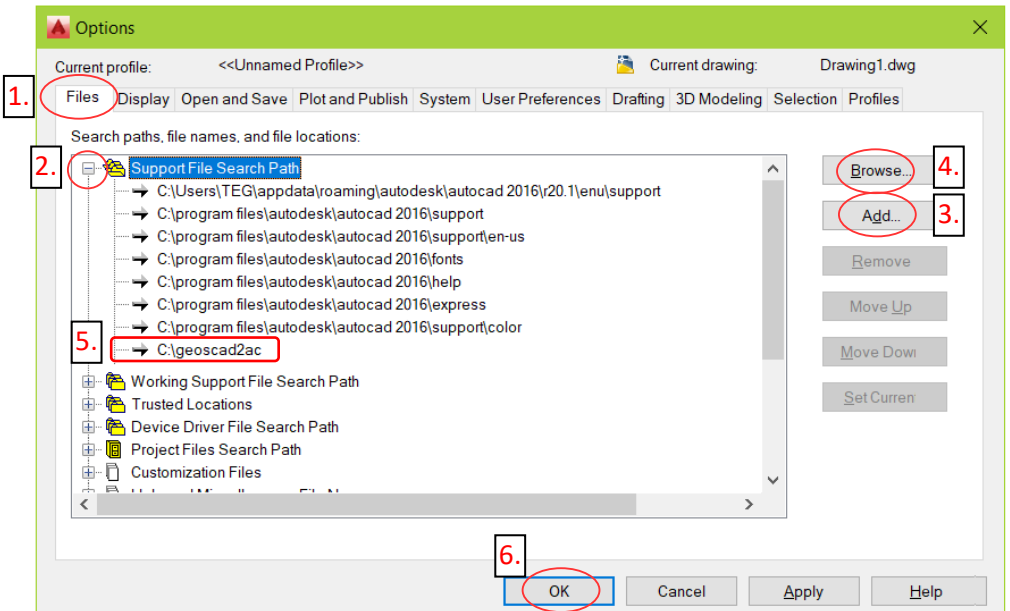 Options
Current profile: <<Unnamed Profile>> Current drawing: Drawing1.dwg
1.
Files Display Open and Save Plot and Publish System User Preferences Drafting 3D Modeling Selection Profiles
Search paths, file names, and file locations:
2.
Support File Search Path
C:\Users\TEG\appdata\roaming\autodesk\autocad 2016\r20.1\enu\support
C:\program files\autodesk\autocad 2016\support
C:\program files\autodesk\autocad 2016\support\en-us
C:\program files\autodesk\autocad 2016\fonts
C:\program files\autodesk\autocad 2016\help
C:\program files\autodesk\autocad 2016\express
C:\program files\autodesk\autocad 2016\support\color
5.
C:\geoscad2ac
Working Support File Search Path
Trusted Locations
Device Driver File Search Path
Project Files Search Path
Customization Files
Browse... 4.
Add... 3.
Remove
Move Up
Move Dow
Set Curren
6.
OK Cancel Apply Help